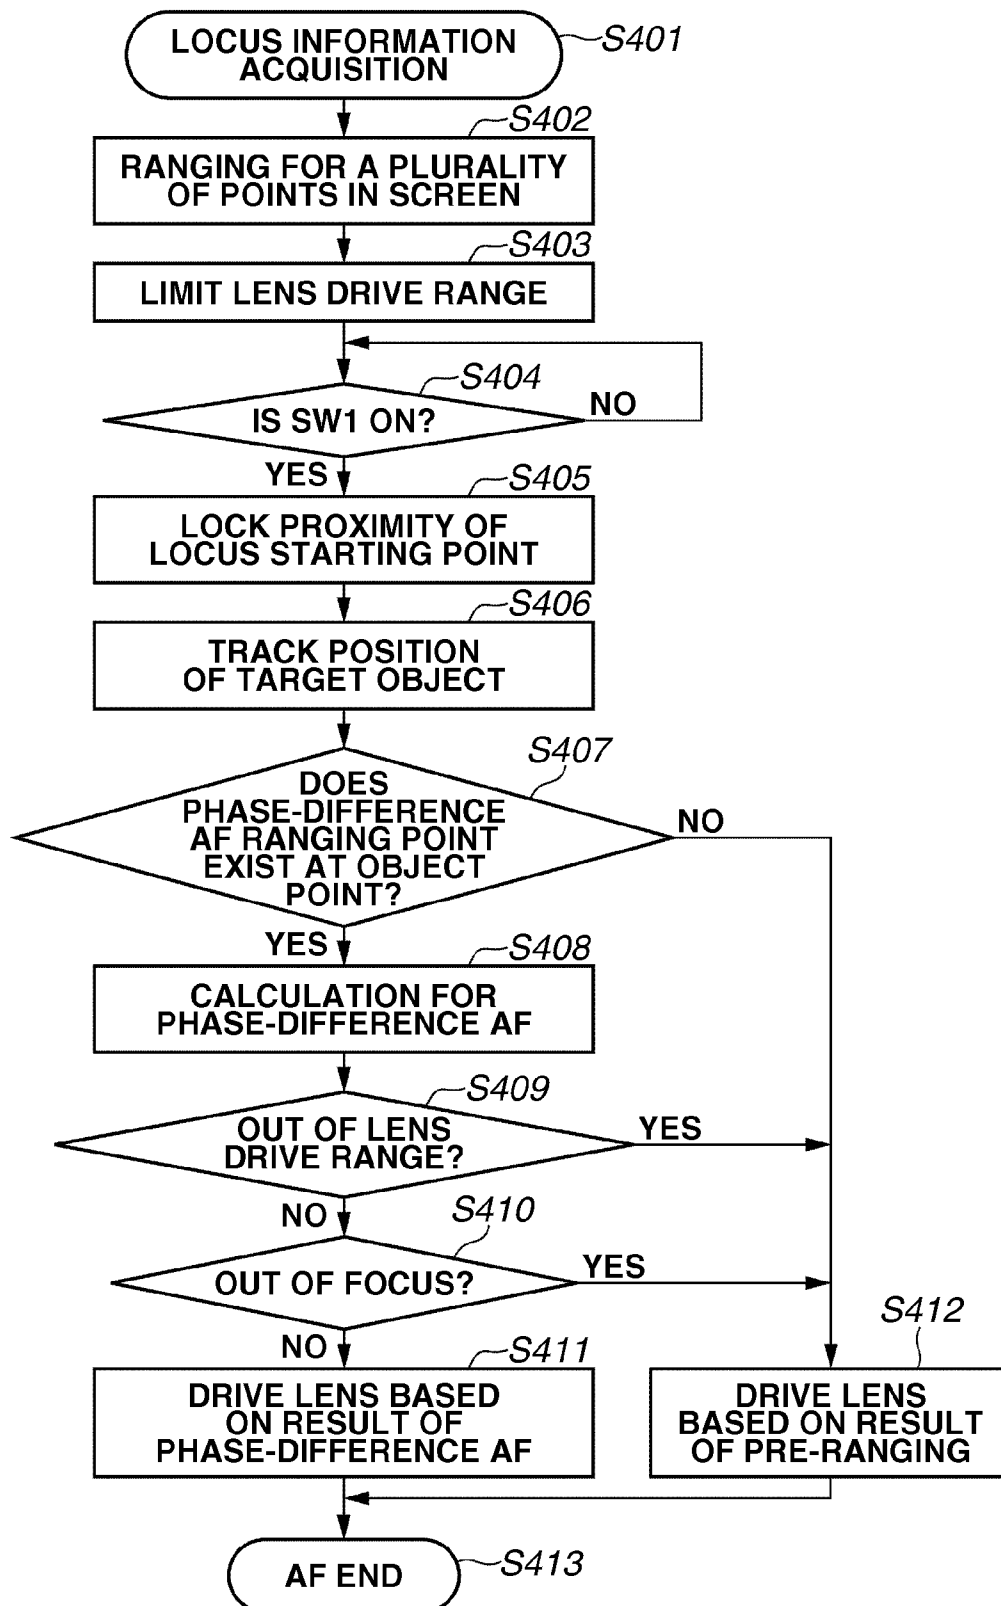 LOCUS INFORMATION
ACQUISITION
S401
S402
RANGING FOR A PLURALITY
OF POINTS IN SCREEN
S403
LIMIT LENS DRIVE RANGE
S404
IS SW1 ON?
NO
YES
S405
LOCK PROXIMITY OF
LOCUS STARTING POINT
S406
TRACK POSITION
OF TARGET OBJECT
S407
DOES
PHASE-DIFFERENCE
AF RANGING POINT
EXIST AT OBJECT
POINT?
NO
YES
S408
CALCULATION FOR
PHASE-DIFFERENCE AF
S409
OUT OF LENS
DRIVE RANGE?
YES
NO
S410
OUT OF FOCUS?
YES
NO
S411
DRIVE LENS BASED
ON RESULT OF
PHASE-DIFFERENCE AF
S412
DRIVE LENS
BASED ON RESULT
OF PRE-RANGING
AF END
S413